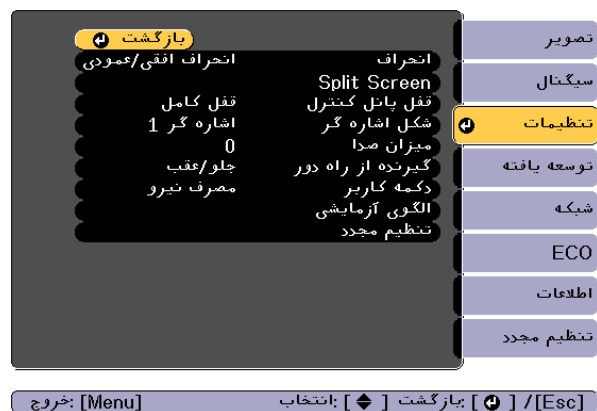 بازگشت
انحراف انحراف افقی/عمودی
Split Screen
قفل پانل کنترل قفل کامل
شکل اشاره گر اشاره گر 1
میزان صدا 0
گیرنده از راه دور جلو/عقب
دکمه کاربر مصرف نیرو
الگوی آزمایشی
تنظیم مجدد
تصویر
سیگنال
تنظیمات
توسعه یافته
شبکه
ECO
اطلاعات
تنظیم مجدد
[Esc]/[ ]:بازگشت [ ]:انتخاب [Menu]:خروج